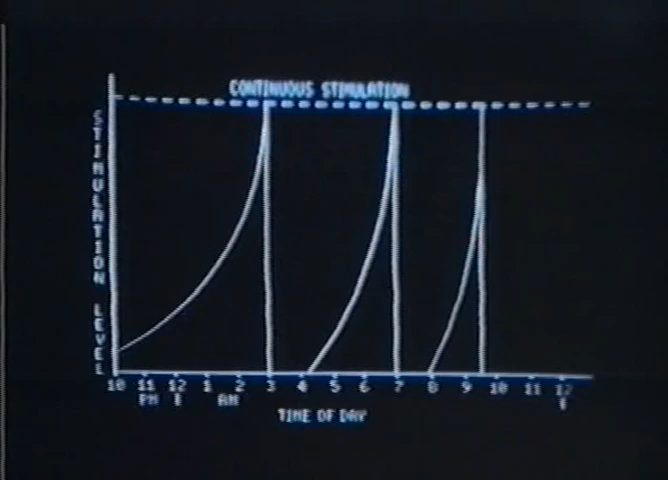 CONTINUOUS STIMULATION
STIMULATION LEVEL
10 11 12 1 2 3 4 5 6 7 8 9 10 11 12
PM AM
TIME OF DAY